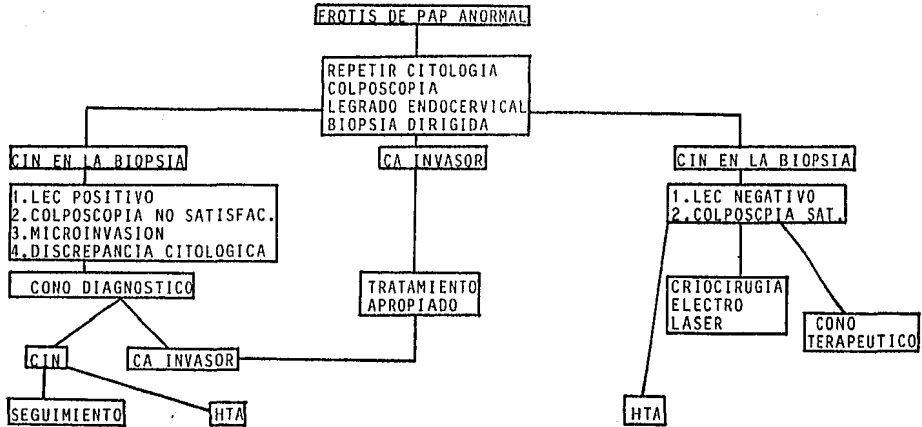 FROTIS DE PAP ANORMAL
REPETIR CITOLOGIA
COLPOSCOPIA
LEGRADO ENDOCERVICAL
BIOPSIA DIRIGIDA
CIN EN LA BIOPSIA
CA INVASOR
CIN EN LA BIOPSIA
1.LEC POSITIVO
2.COLPOSCOPIA NO SATISFAC.
3.MICROINVASION
4.DISCREPANCIA CITOLOGICA
1.LEC NEGATIVO
2.COLPOSCPIA SAT.
CONO DIAGNOSTICO
TRATAMIENTO
APROPIADO
CRIOCIRUGIA
ELECTRO
LASER
CONO
TERAPEUTICO
CIN
CA INVASOR
SEGUIMIENTO
HTA
HTA